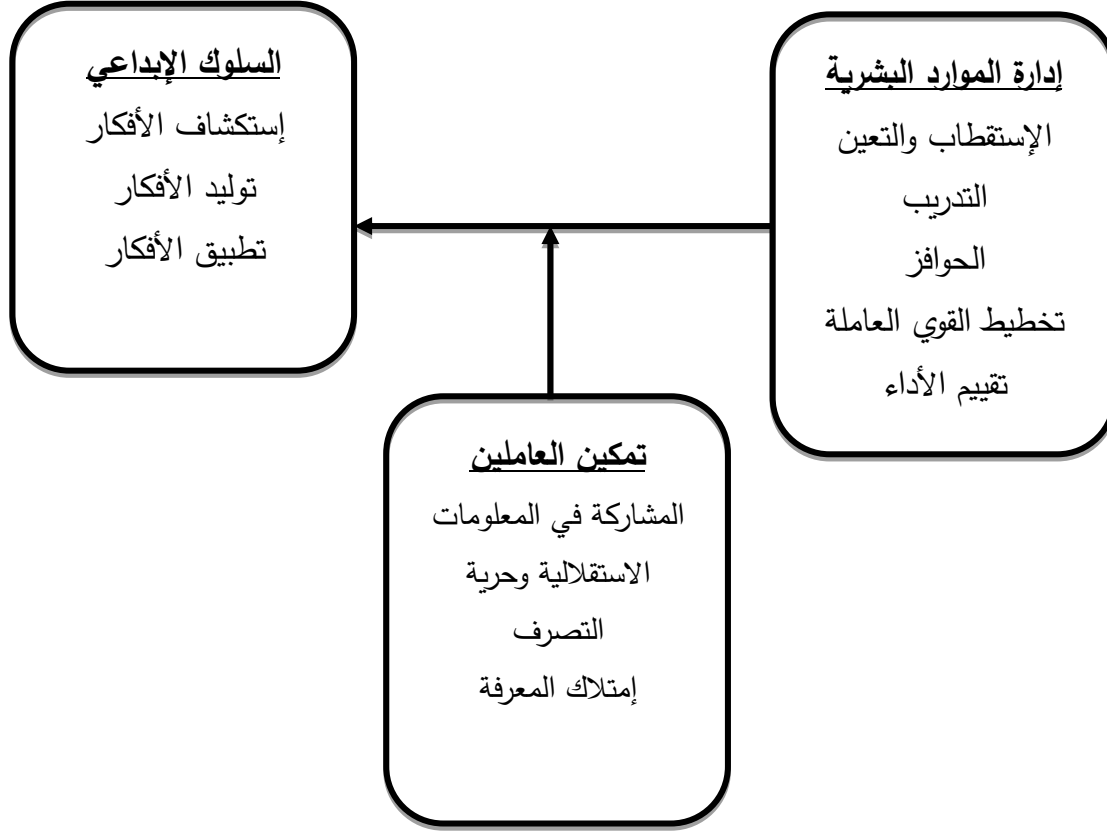 إدارة الموارد البشرية
الإستقطاب والتعين
التدريب
الحوافز
تخطيط القوي العاملة
تقييم الأداء
السلوك الإبداعي
إستكشاف الأفكار
توليد الأفكار
تطبيق الأفكار
تمكين العاملين
المشاركة في المعلومات
الاستقلالية وحرية
التصرف
إمتلاك المعرفة